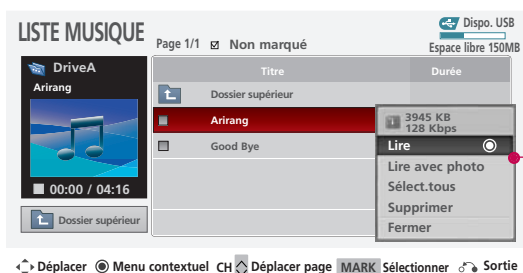 LISTE MUSIQUE
Page 1/1 Non marqué
Dispo. USB
Espace libre 150MB
DriveA
Arirang
00:00 / 04:16
Dossier supérieur
Titre Durée
Dossier supérieur
Arirang
Good Bye
3945 KB
128 Kbps
Lire
Lire avec photo
Sélect.tous
Supprimer
Fermer
Déplacer Menu contextuel CH Déplacer page MARK Sélectionner Sortie